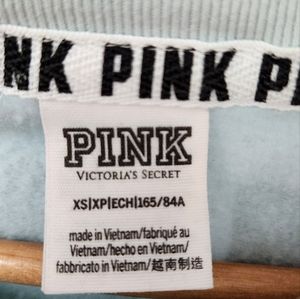 NK PINK P
PINK
VICTORIA'S SECRET
XS|XP|ECH|165/84A
made in Vietnam/fabriqué au
Vietnam/hecho en Vietnam/
fabbricato in Vietnam/越南制造